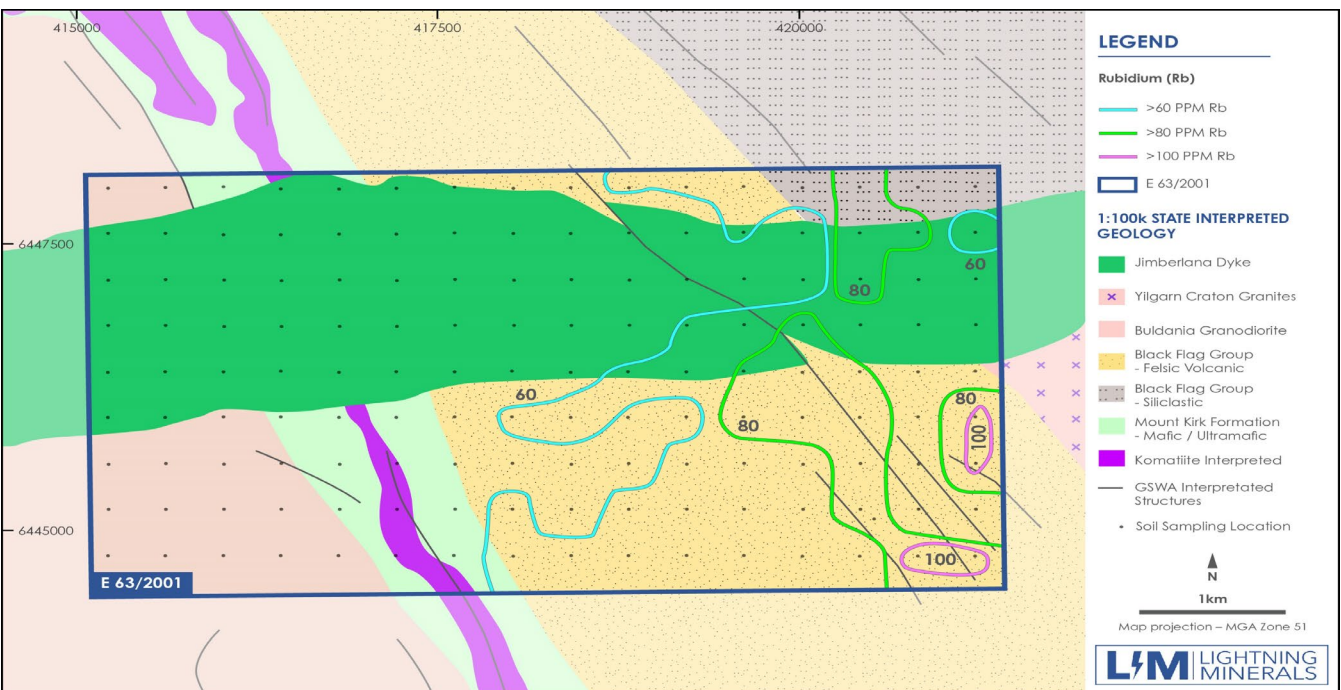 415000
417500
420000
6447500
6445000
60
80
60
80
80
100
100
E 63/2001
LEGEND
Rubidium (Rb)
>60 PPM Rb
>80 PPM Rb
>100 PPM Rb
E 63/2001
1:100k STATE INTERPRETED
GEOLOGY
Jimberlana Dyke
Yilgarn Craton Granites
Buldania Granodiorite
Black Flag Group
- Felsic Volcanic
Black Flag Group
- Siliclastic
Mount Kirk Formation
- Mafic / Ultramafic
Komatiite Interpreted
GSWA Interpretated
Structures
Soil Sampling Location
N
1km
Map projection – MGA Zone 51
LM LIGHTNING
MINERALS